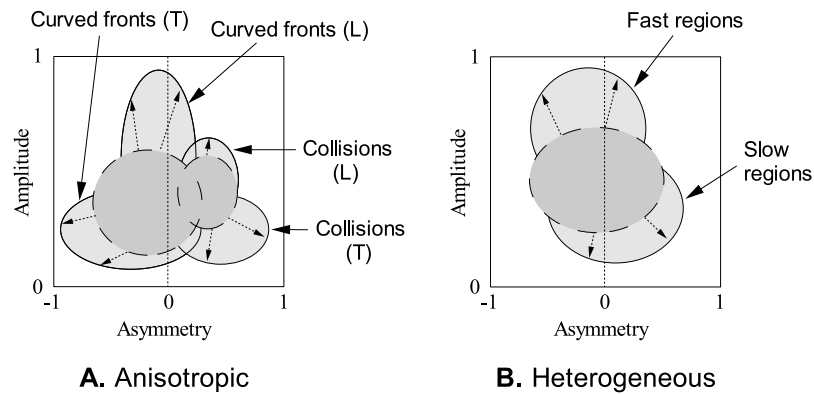 Curved fronts (T)
Curved fronts (L)
1
Amplitude
Collisions
(L)
Collisions
(T)
0
-1
0
1
Asymmetry
A. Anisotropic
Fast regions
1
Amplitude
Slow
regions
0
-1
0
1
Asymmetry
B. Heterogeneous